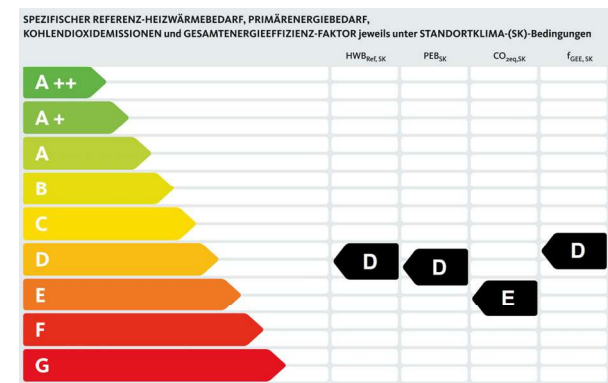 SPEZIFISCHER REFERENZ-HEIZWÄRMEBEDARF, PRIMÄRENERGIEBEDARF,
KOHLENDIOXIDEMISSIONEN und GESAMTENERGIEEFFIZIENZ-FAKTOR jeweils unter STANDORTKLIMA-(SK)-Bedingungen
HWBRef, SK PEBSK CO2eq,SK fGEE, SK
A ++
A +
A
B
C
D D D D
E E
F
G